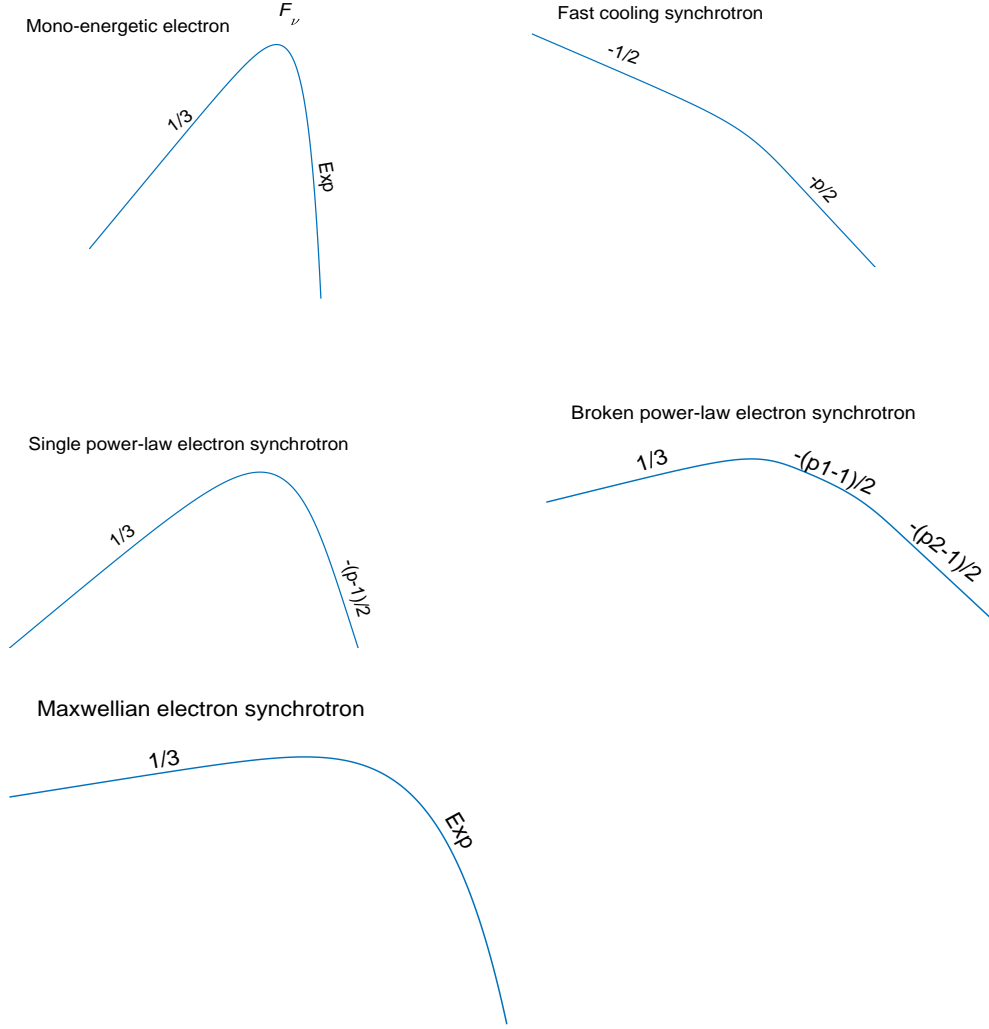 Mono-energetic electron
F_ν
1/3
Exp
Fast cooling synchrotron
-1/2
-p/2
Single power-law electron synchrotron
1/3
-(p-1)/2
Broken power-law electron synchrotron
1/3
-(p1-1)/2
-(p2-1)/2
Maxwellian electron synchrotron
1/3
Exp